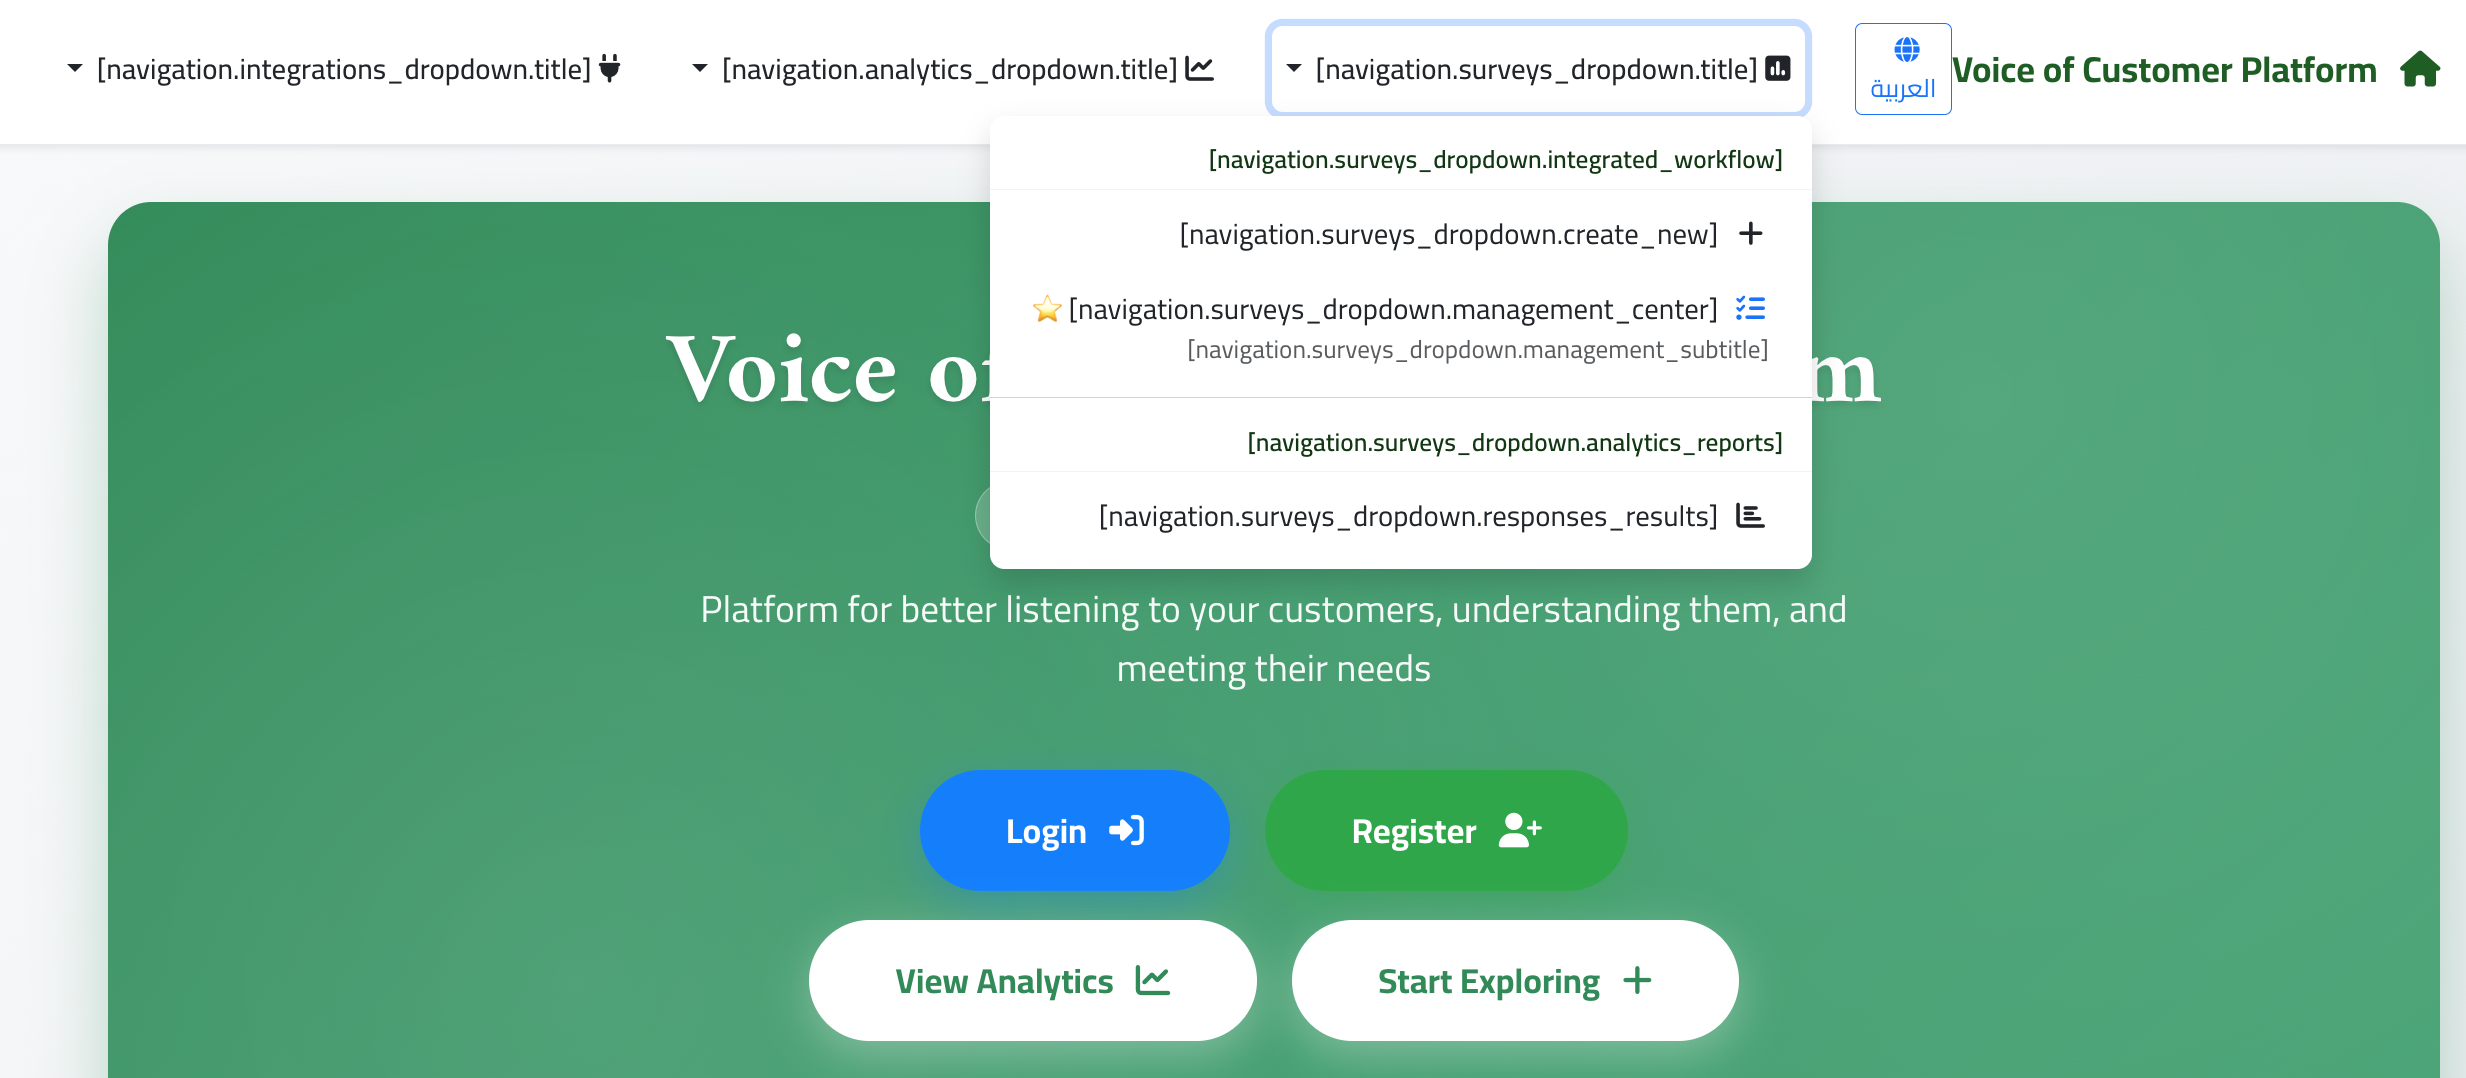 [navigation.integrations_dropdown.title]
[navigation.analytics_dropdown.title]
[navigation.surveys_dropdown.title]
العربية
Voice of Customer Platform
[navigation.surveys_dropdown.integrated_workflow]
[navigation.surveys_dropdown.create_new]
[navigation.surveys_dropdown.management_center]
[navigation.surveys_dropdown.management_subtitle]
[navigation.surveys_dropdown.analytics_reports]
[navigation.surveys_dropdown.responses_results]
Voice
Platform for better listening to your customers, understanding them, and
meeting their needs
Login
Register
View Analytics
Start Exploring